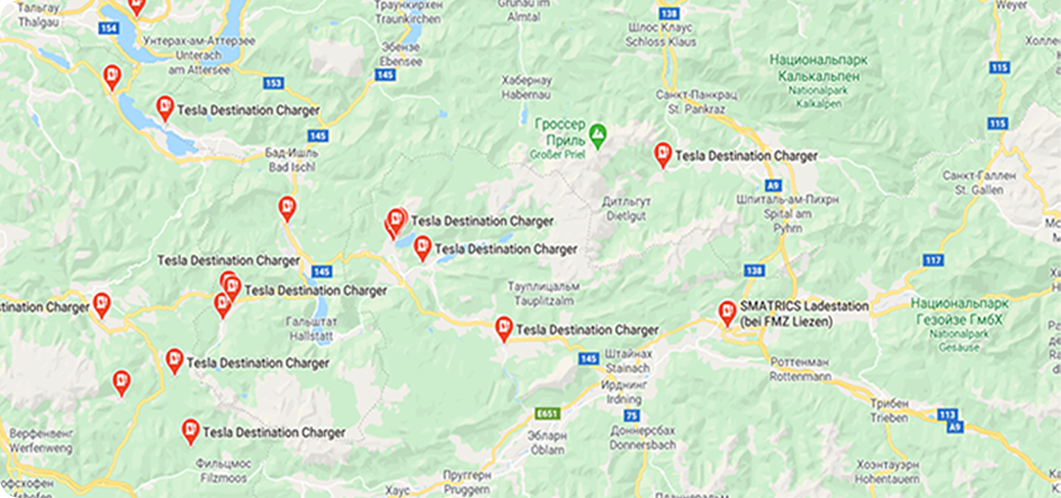 Тальгау
Thalgau
154
Унтерах-ам-Аттерзее
Unterach
am Attersee
Траункирхен
Traunkirchen
Эбензе
Ebensee
145
153
Tesla Destination Charger
145
Бад-Ишль
Bad Ischl
Grünau im
Almtal
Хабернау
Habernau
138
Шлос Клаус
Schloss Klaus
Национальпарк
Калькальпен
Nationalpark
Kalkalpen
Weyer
115
115
Санкт-Панкрац
St. Pankraz
Гроссер
Приль
Großer Priel
Tesla Destination Charger
A9
Шпиталь-ам-Пихрн
Spital am
Pyhrn
Санкт-Галлен
St. Gallen
Дитльгут
Dietlgut
Tesla Destination Charger
Tesla Destination Charger
Tesla Destination Charger
145
Tesla Destination Charger
138
117
Тауплицальм
Tauplitzalm
stination Charger
Гальштат
Hallstatt
SMATRICS Ladestation
(bei FMZ Liezen)
Национальпарк
Гезойзе ГмбХ
Nationalpark
Gesäuse
Tesla Destination Charger
145
Штайнах
Stainach
Tesla Destination Charger
Роттенман
Rottenmann
Ирднинг
Irdning
E651
75
Трибен
Trieben
113
A9
Tesla Destination Charger
Верфенвенг
Werfenweng
Эбларн
Öblarn
Доннерсбах
Donnersbach
Фильцмос
Filzmoos
Хоэнтауэрн
Hohentauern
Пруггерн
Pruggern
Хаус